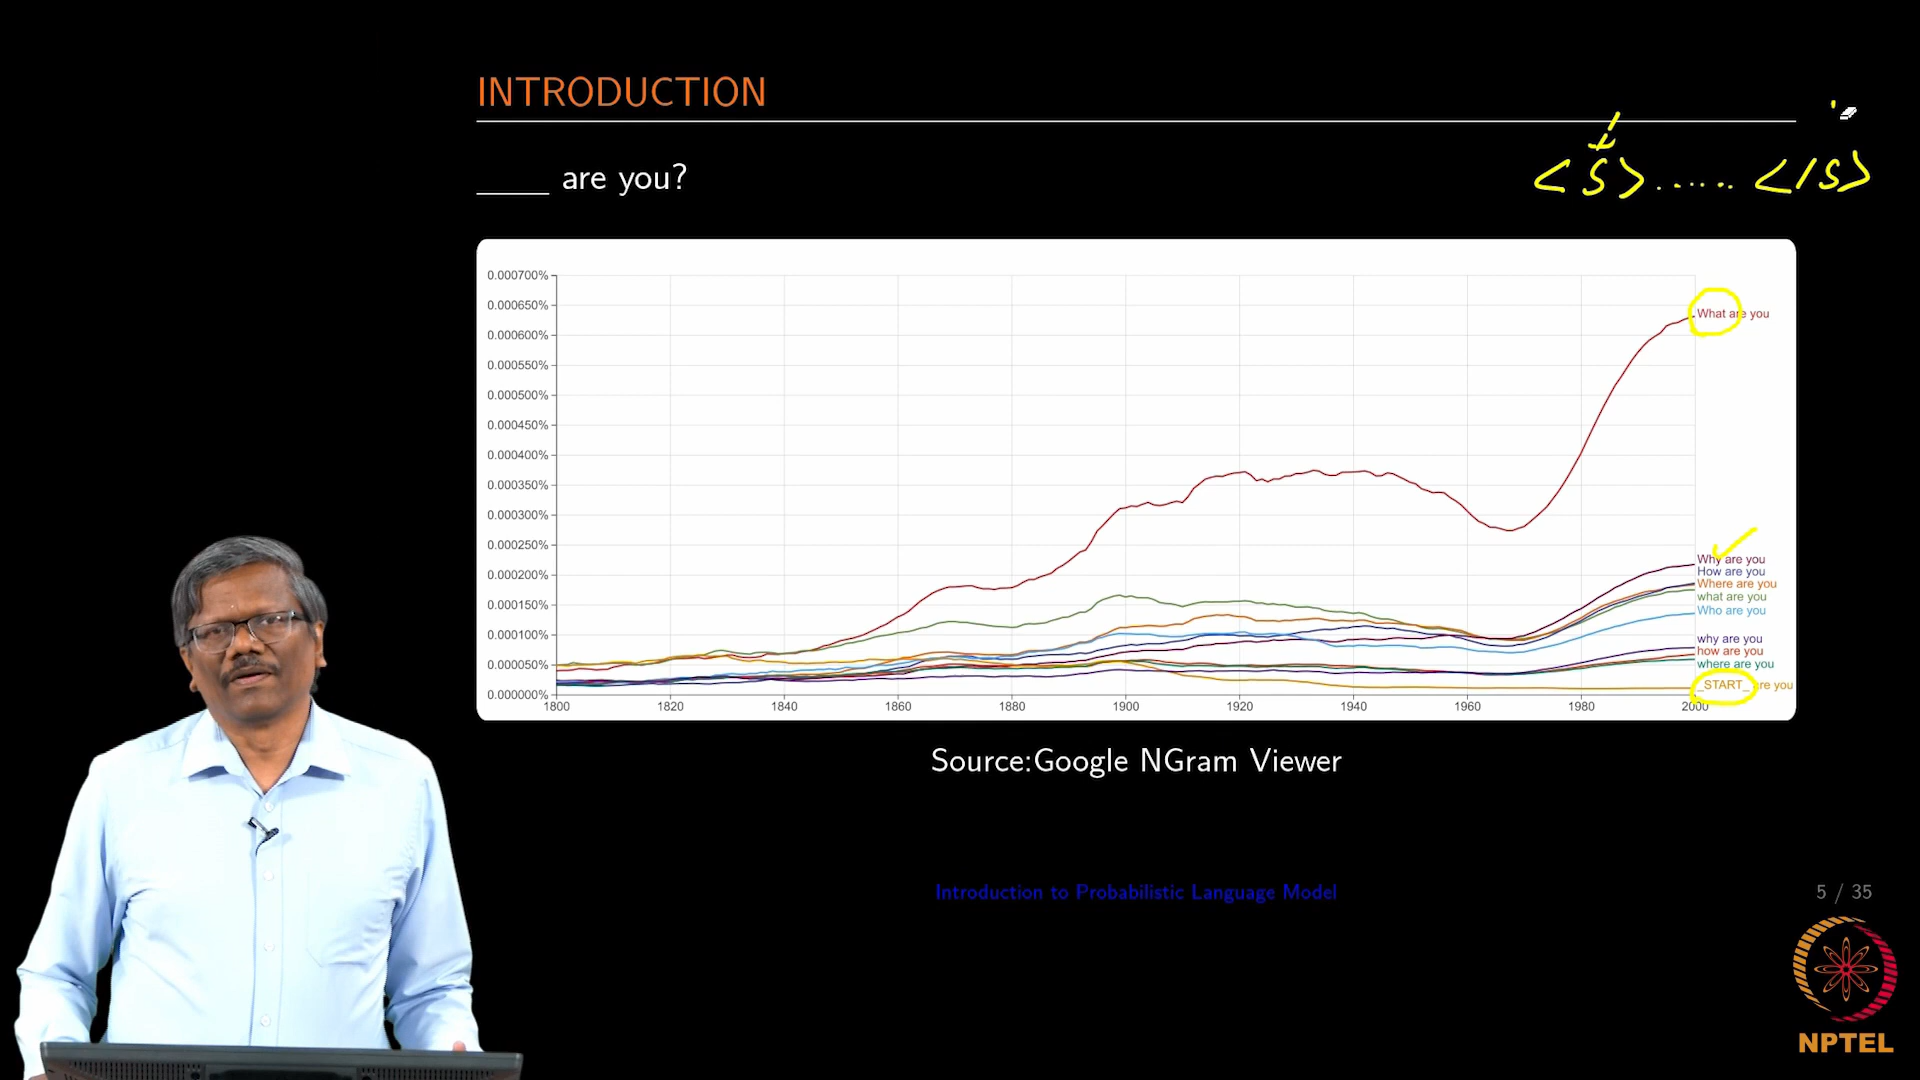 INTRODUCTION
____ are you?
<s>......</s>
0.000700%
0.000650%
0.000600%
0.000550%
0.000500%
0.000450%
0.000400%
0.000350%
0.000300%
0.000250%
0.000200%
0.000150%
0.000100%
0.000050%
0.000000%
1800 1820 1840 1860 1880 1900 1920 1940 1960 1980 2000
What are you
Why are you
How are you
Where are you
what are you
Who are you
why are you
how are you
where are you
_START_ are you
Source:Google NGram Viewer
Introduction to Probabilistic Language Model
5 / 35
NPTEL